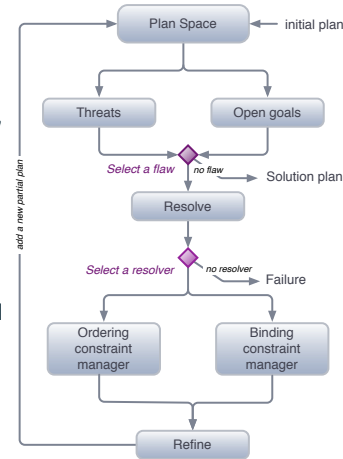 Plan Space
initial plan
Threats
Open goals
Select a flaw
no flaw
Solution plan
Resolve
add a new partial plan
Select a resolver
no resolver
Failure
Ordering
constraint
manager
Binding
constraint
manager
Refine